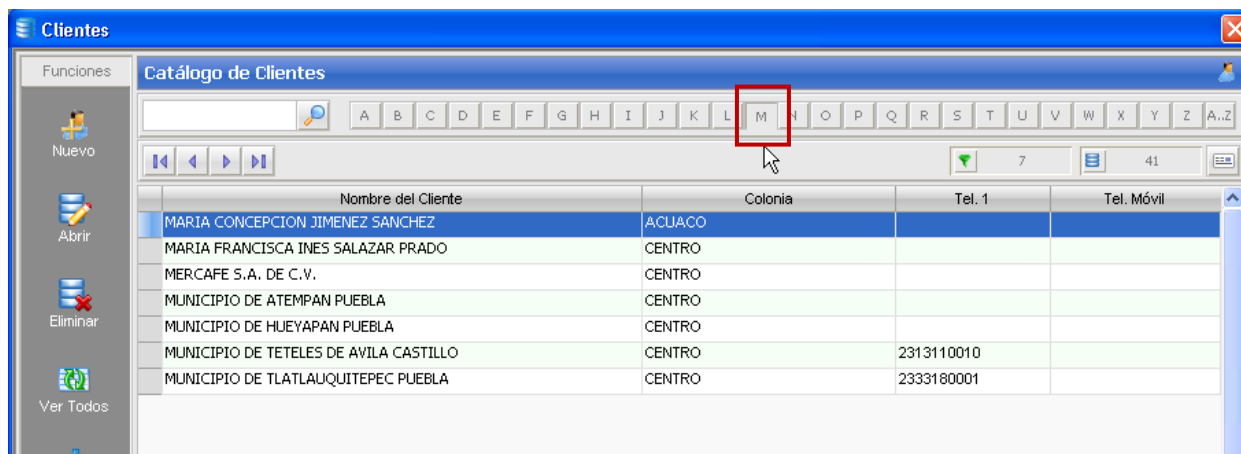 Clientes
Funciones
Catálogo de Clientes
A B C D E F G H I J K L M N O P Q R S T U V W X Y Z A..Z
Nuevo
7 41
Nombre del Cliente Colonia Tel. 1 Tel. Móvil
MARIA CONCEPCION JIMENEZ SANCHEZ ACUACO
Abrir
MARIA FRANCISCA INES SALAZAR PRADO CENTRO
MERCAFE S.A. DE C.V. CENTRO
MUNICIPIO DE ATEMPAN PUEBLA CENTRO
Eliminar
MUNICIPIO DE HUEYAPAN PUEBLA CENTRO
MUNICIPIO DE TETELES DE AVILA CASTILLO CENTRO 2313110010
MUNICIPIO DE TLATLAUQUITEPEC PUEBLA CENTRO 2333180001
Ver Todos